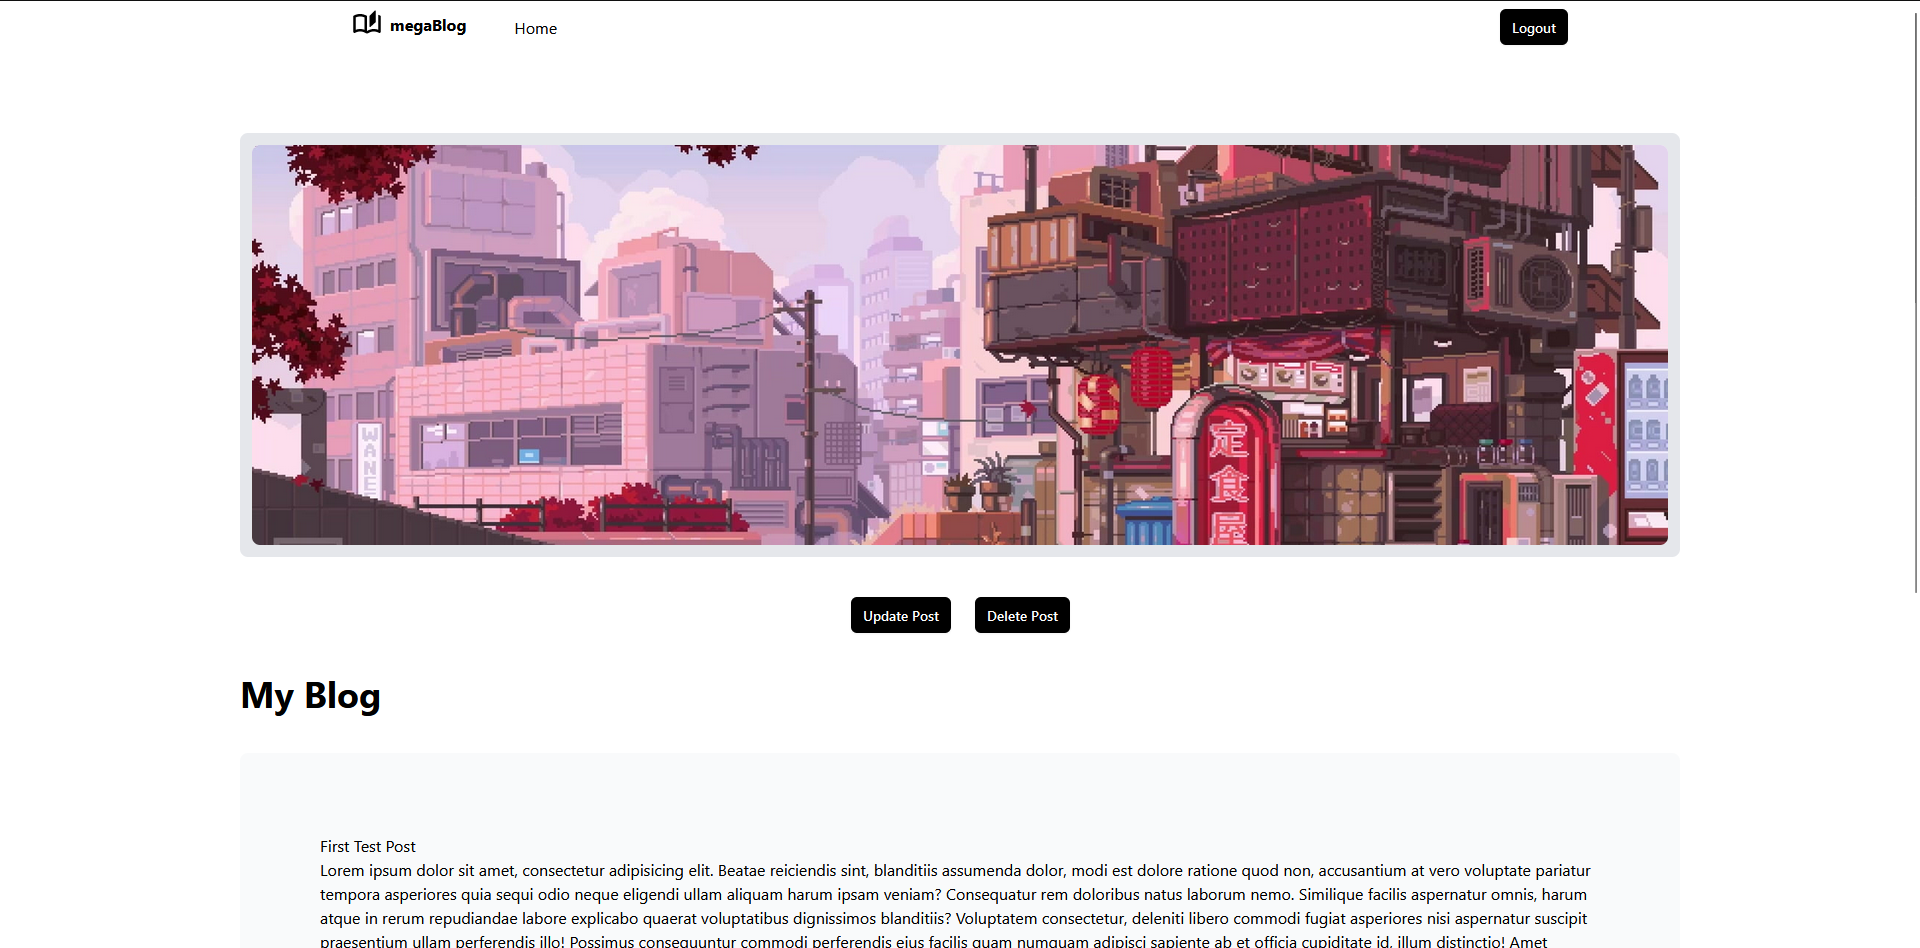 megaBlog
Home
Logout
WANE
定
食
屋
Update Post
Delete Post
My Blog
First Test Post
Lorem ipsum dolor sit amet, consectetur adipisicing elit. Beatae reiciendis sint, blanditiis assumenda dolor, modi est dolore ratione quod non, accusantium at vero voluptate pariatur
tempora asperiores quia sequi odio neque eligendi ullam aliquam harum ipsam veniam? Consequatur rem doloribus natus laborum nemo. Similique facilis aspernatur omnis, harum
atque in rerum repudiandae labore explicabo quaerat voluptatibus dignissimos blanditiis? Voluptatem consectetur, deleniti libero commodi fugiat asperiores nisi aspernatur suscipit
praesentium ullam perferendis illo! Possimus consequuntur commodi perferendis eius facilis quam numquam adipisci sapiente ab et officia cupiditate id, illum distinctio! Amet